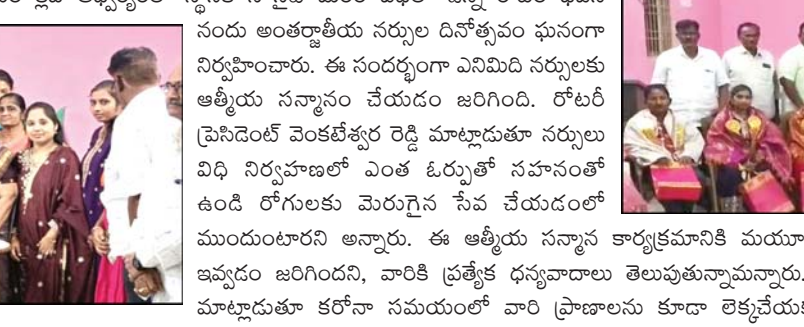 నందు అంతర్జాతీయ నర్సుల దినోత్సవం ఘనంగా
నిర్వహించారు. ఈ సందర్భంగా ఎనిమిది నర్సులకు
ఆత్మీయ సన్మానం చేయడం జరిగింది. రోటరీ
ప్రెసిడెంట్ వెంకటేశ్వర రెడ్డి మాట్లాడుతూ నర్సులు
విధి నిర్వహణలో ఎంత ఓర్పుతో సహనంతో
ఉండి రోగులకు మెరుగైన సేవ చేయడంలో
ముందుంటారని అన్నారు. ఈ ఆత్మీయ సన్మాన కార్యక్రమానికి
ఇవ్వడం జరిగిందని, వారికి ప్రత్యేక ధన్యవాదాలు తెలుపుతున్నామన్నారు.
మాట్లాడుతూ కరోనా సమయంలో వారి ప్రాణాలను కూడా